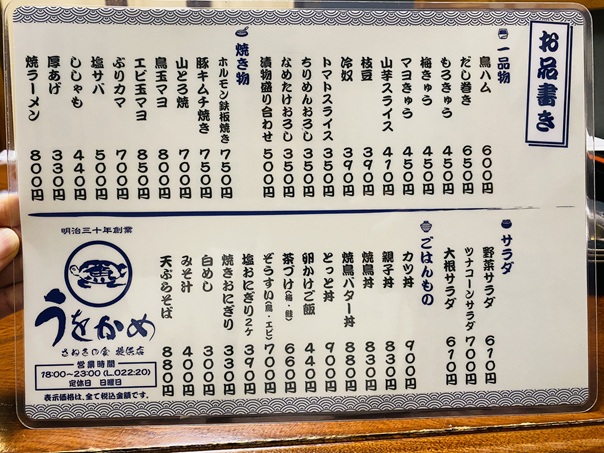 お品書き
一品物
鳥ハム 600円
だし巻き 650円
もろきゅう 450円
梅きゅう 450円
マヨきゅう 450円
山芋スライス 410円
枝豆 390円
冷奴 390円
トマトスライス 350円
ちりめんおろし 350円
なめたけおろし 350円
漬物盛り合わせ 500円
焼き物
ホルモン鉄板焼き 750円
豚キムチ焼き 750円
山とろ焼 700円
鳥玉マヨ 800円
エビ玉マヨ 850円
ぶりカマ 700円
塩サバ 500円
ししゃも 440円
厚あげ 330円
焼ラーメン 800円
サラダ
野菜サラダ 610円
ツナコーンサラダ 700円
大根サラダ 610円
ごはんもの
カツ丼 900円
親子丼 830円
焼鳥丼 830円
焼鳥バター丼 880円
とっと丼 900円
卵かけご飯 440円
茶づけ(梅・鮭) 660円
ぞうすい(鳥・エビ) 700円
塩おにぎり2ヶ 390円
焼きおにぎり 330円
白めし 300円
みそ汁 400円
天ぷらそば 880円
明治三十年創業
うをかめ
営業時間
18:00〜23:00 (L.O22:20)
定休日 日曜日
表示価格は、全て税込金額です。